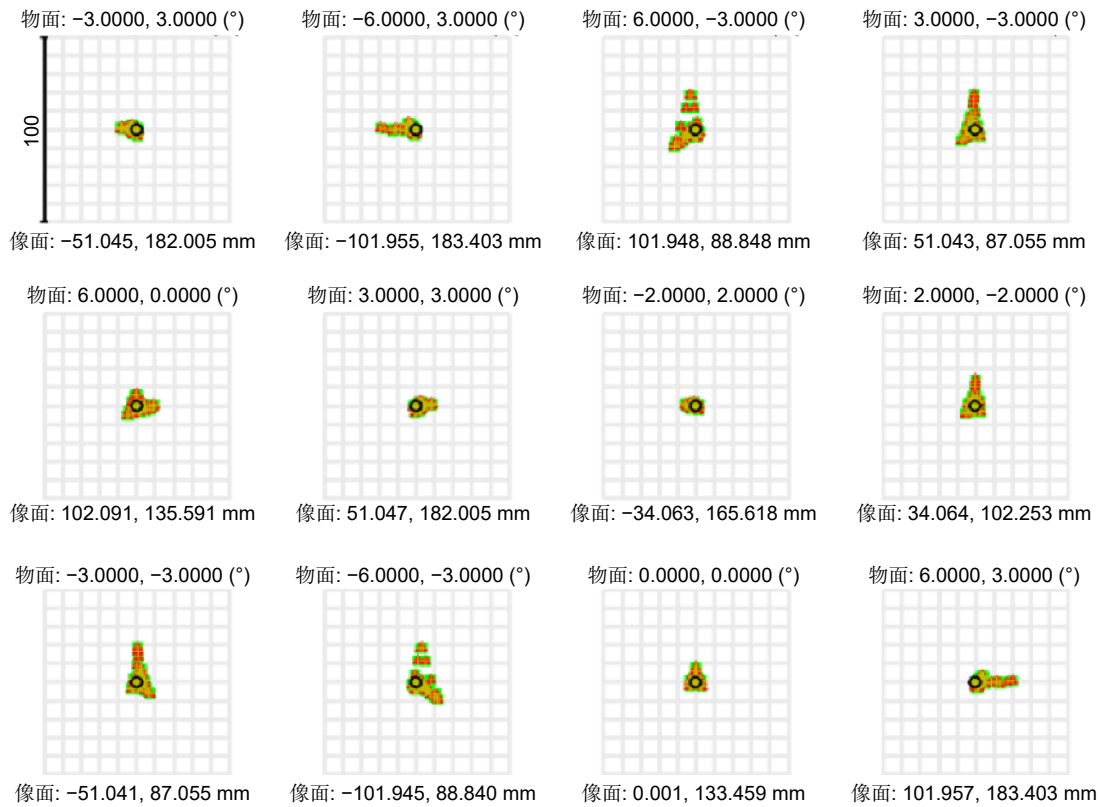 物面: −3.0000, 3.0000 (°)
物面: −6.0000, 3.0000 (°)
物面: 6.0000, −3.0000 (°)
物面: 3.0000, −3.0000 (°)
100
像面: −51.045, 182.005 mm
像面: −101.955, 183.403 mm
像面: 101.948, 88.848 mm
像面: 51.043, 87.055 mm
物面: 6.0000, 0.0000 (°)
物面: 3.0000, 3.0000 (°)
物面: −2.0000, 2.0000 (°)
物面: 2.0000, −2.0000 (°)
像面: 102.091, 135.591 mm
像面: 51.047, 182.005 mm
像面: −34.063, 165.618 mm
像面: 34.064, 102.253 mm
物面: −3.0000, −3.0000 (°)
物面: −6.0000, −3.0000 (°)
物面: 0.0000, 0.0000 (°)
物面: 6.0000, 3.0000 (°)
像面: −51.041, 87.055 mm
像面: −101.945, 88.840 mm
像面: 0.001, 133.459 mm
像面: 101.957, 183.403 mm